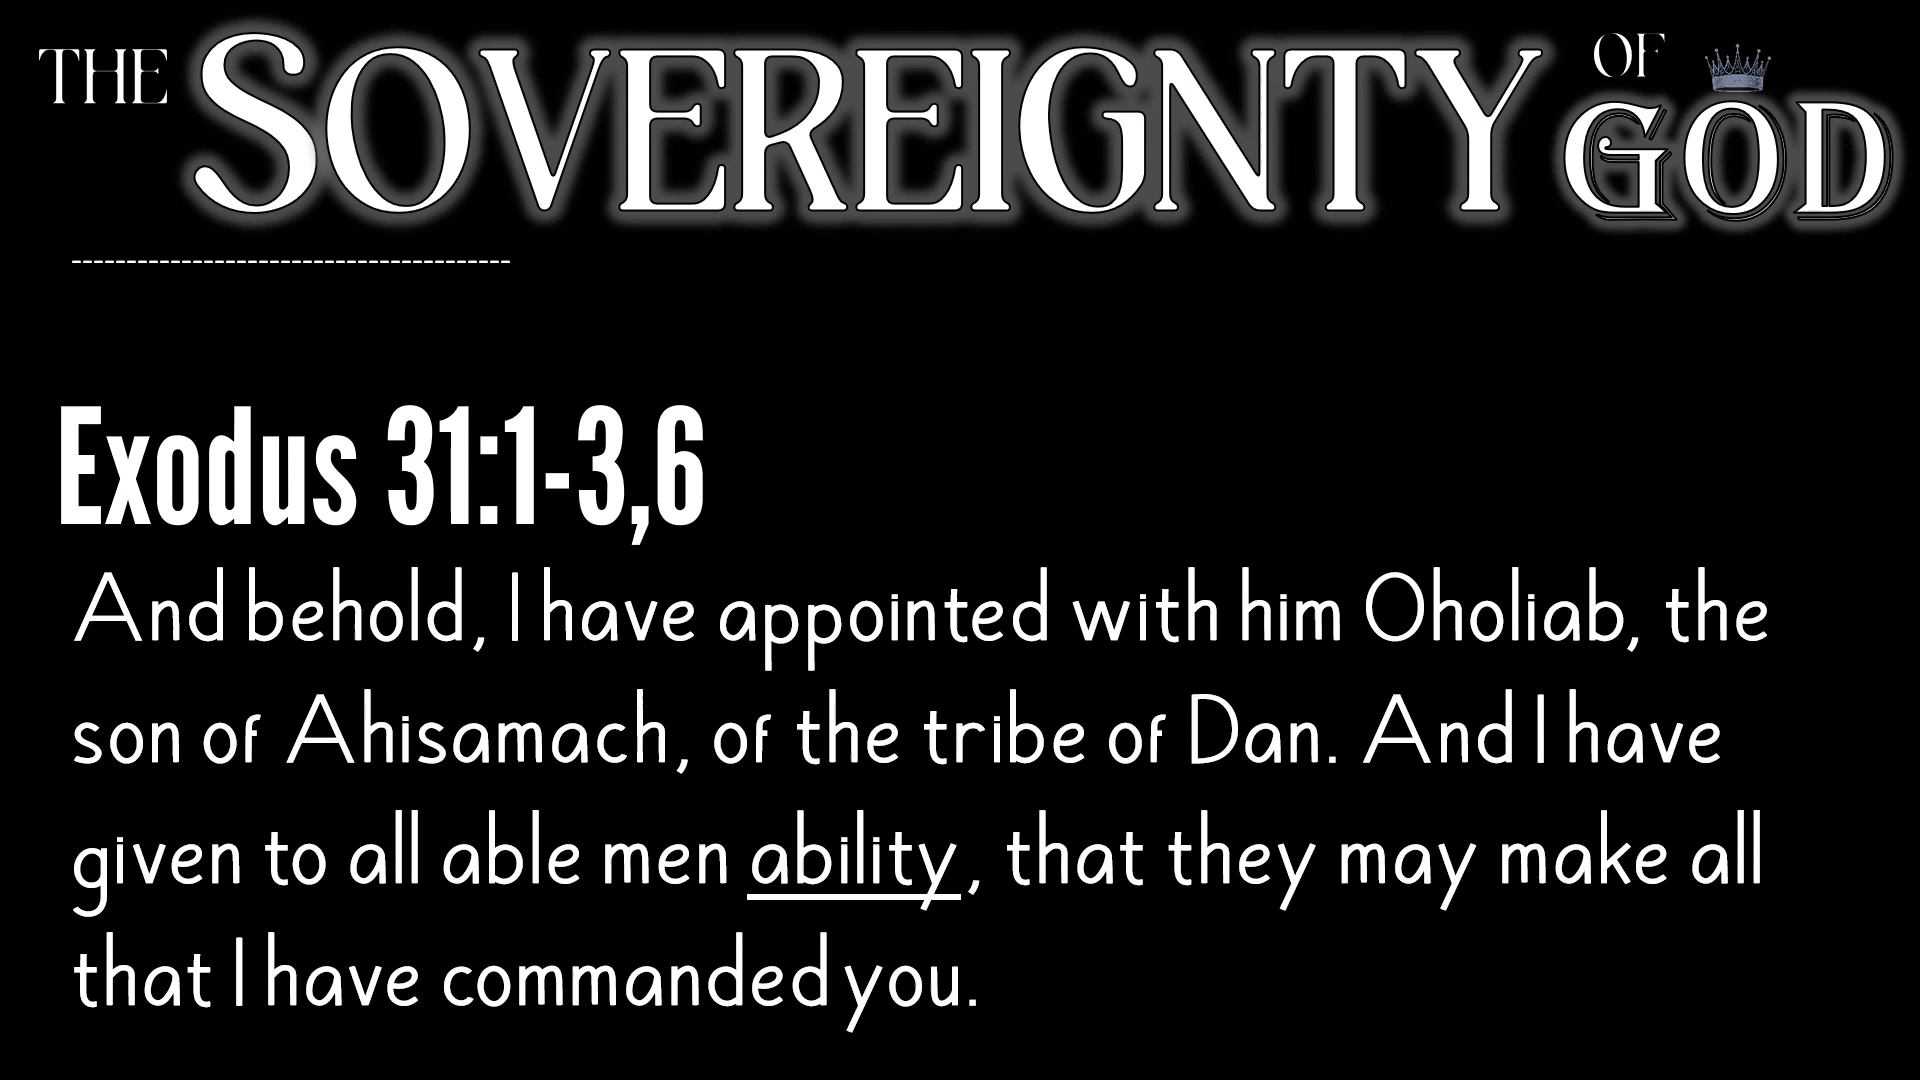 THE SOVEREIGNTY OF GOD
----------------------------------------
Exodus 31:1-3,6
And behold, I have appointed with him Oholiab, the
son of Ahisamach, of the tribe of Dan. And I have
given to all able men ability, that they may make all
that I have commanded you.